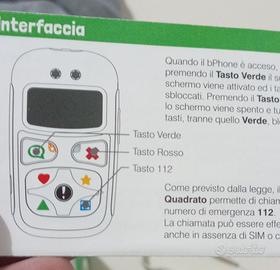 Interfaccia
Quando il bPhone è acceso,
premendo il Tasto Verde il s
schermo viene attivato ed i ta
sbloccati. Premendo il Tasto
lo schermo viene spento e tu
tasti, tranne quello Verde, bl
Tasto Verde
Tasto Rosso
Tasto 112
Come previsto dalla legge, il
Quadrato permette di chiam
numero di emergenza 112.
La chiamata può essere effe
anche in assenza di SIM o c